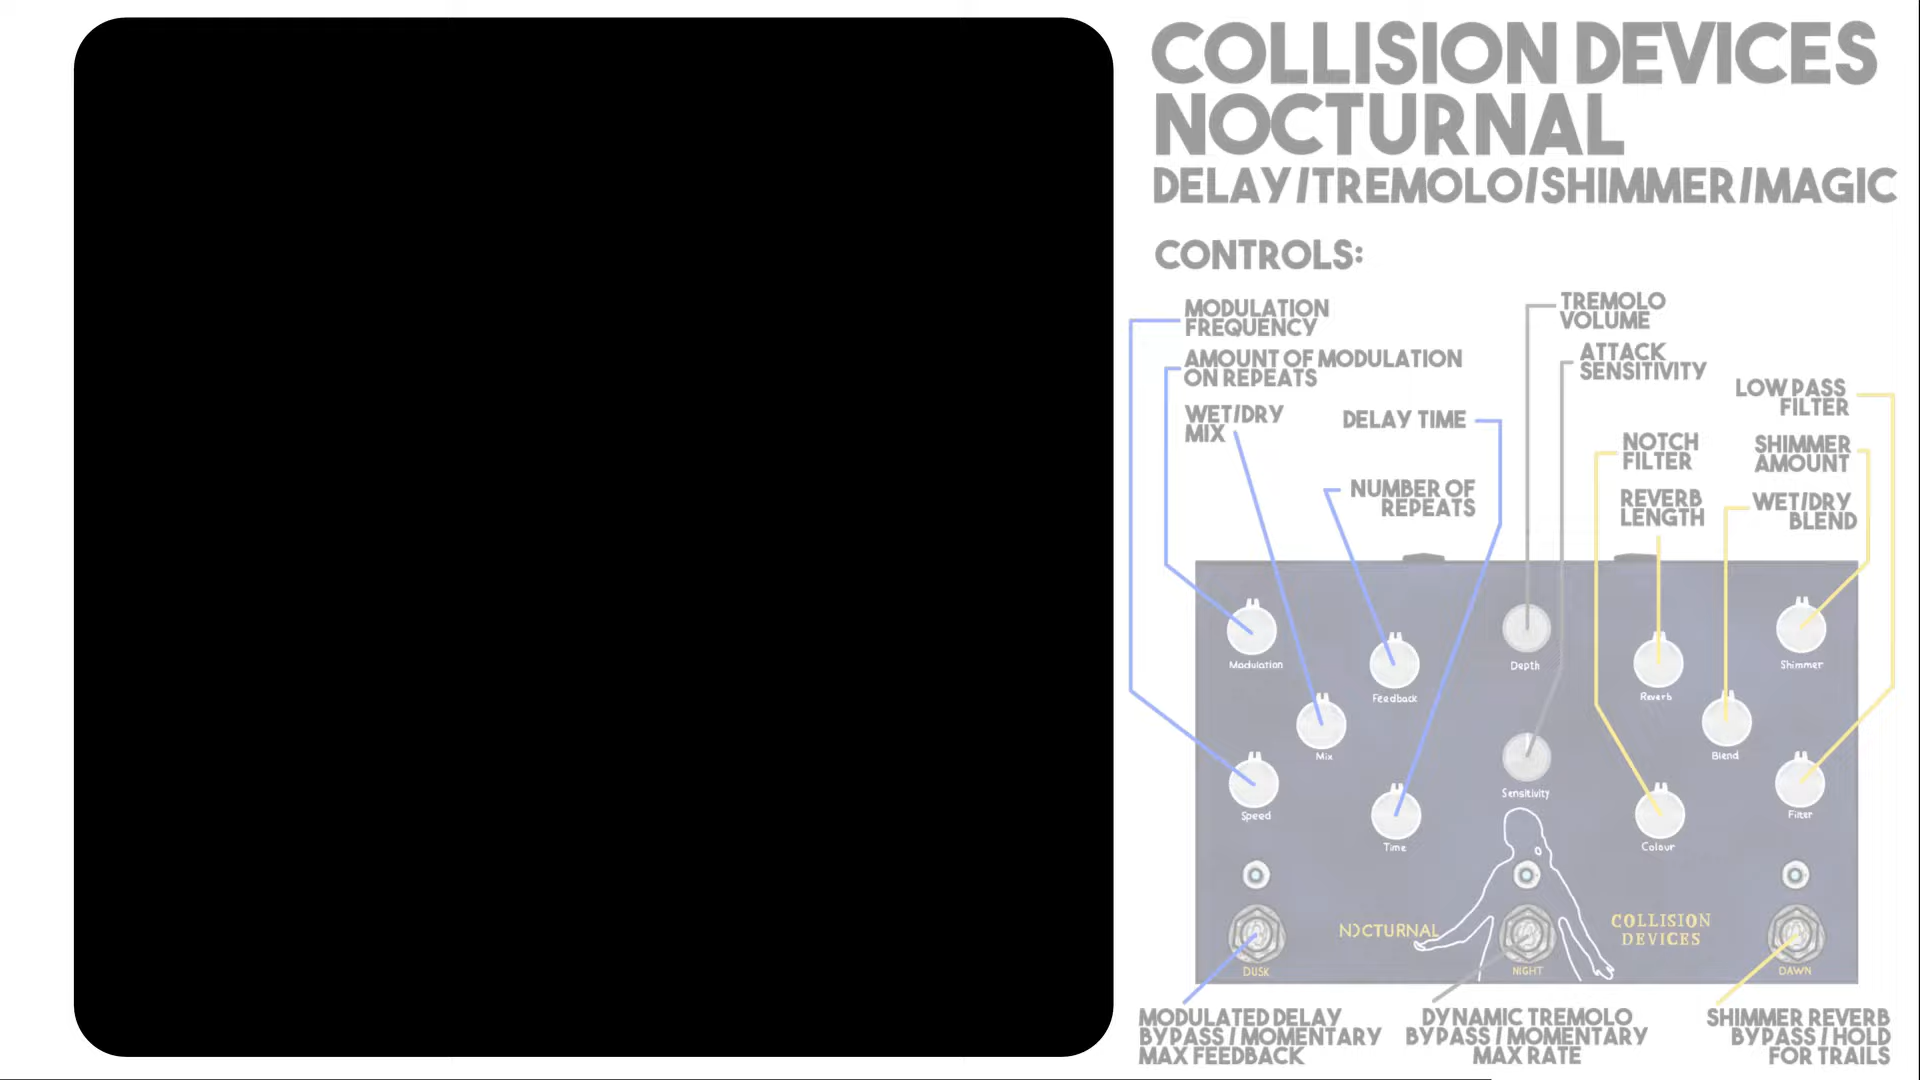 COLLISION DEVICES
NOCTURNAL
DELAY/TREMOLO/SHIMMER/MAGIC
CONTROLS:
MODULATION
FREQUENCY
AMOUNT OF MODULATION
ON REPEATS
WET/DRY
MIX
DELAY TIME
NUMBER OF
REPEATS
TREMOLO
VOLUME
ATTACK
SENSITIVITY
LOW PASS
FILTER
NOTCH
FILTER
SHIMMER
AMOUNT
REVERB
LENGTH
WET/DRY
BLEND
Modulation
Feedback
Depth
Reverb
Shimmer
Mix
Blend
Speed
Time
Sensitivity
Colour
Filter
NOCTURNAL
COLLISION
DEVICES
DUSK
NIGHT
DAWN
MODULATED DELAY
BYPASS / MOMENTARY
MAX FEEDBACK
DYNAMIC TREMOLO
BYPASS / MOMENTARY
MAX RATE
SHIMMER REVERB
BYPASS / HOLD
FOR TRAILS